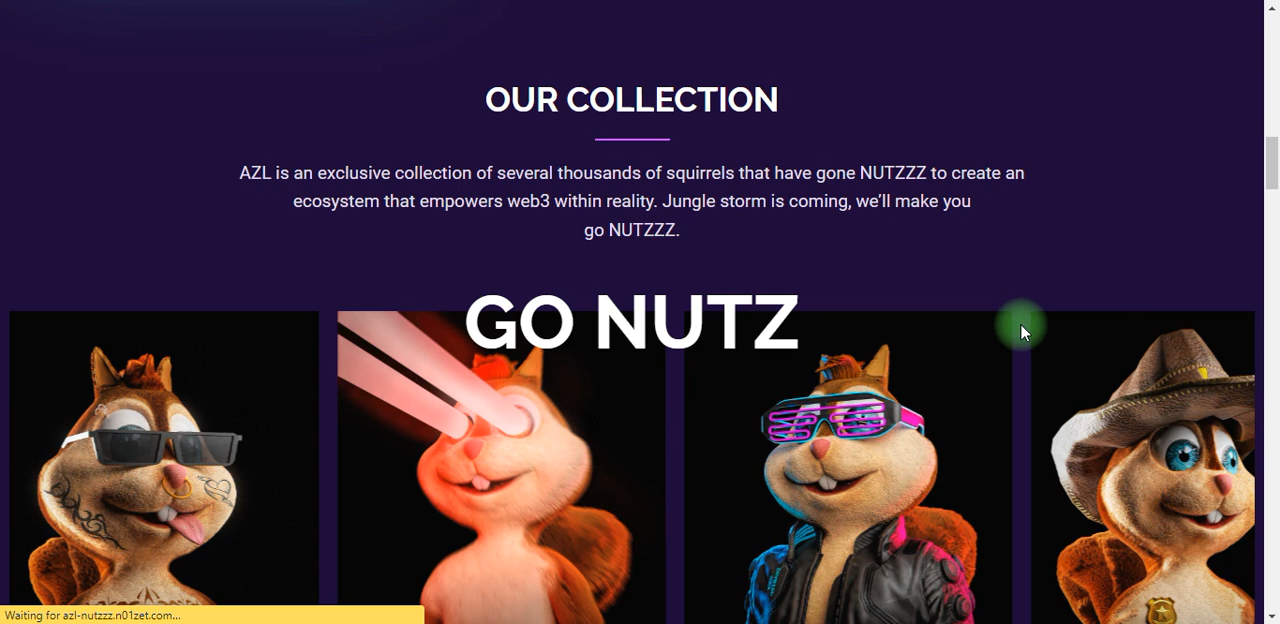 OUR COLLECTION
AZL is an exclusive collection of several thousands of squirrels that have gone NUTZZZ to create an
ecosystem that empowers web3 within reality. Jungle storm is coming, we’ll make you
go NUTZZZ.
GO NUTZ
Waiting for azl-nutzzz.n01zet.com...